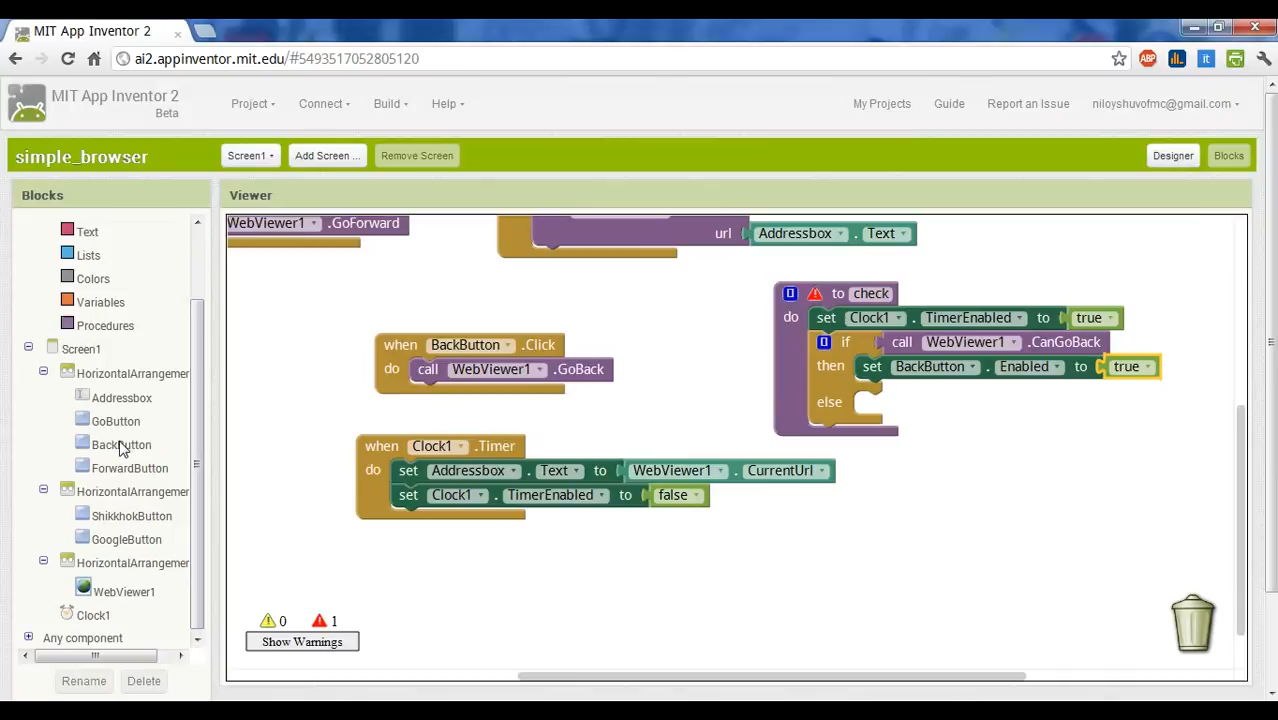 MIT App Inventor 2
ai2.appinventor.mit.edu/#5493517052805120
ABP
it
MIT App Inventor 2
Beta
Project
Connect
Build
Help
My Projects
Guide
Report an Issue
niloyshuvofmc@gmail.com
simple_browser
Screen1
Add Screen ...
Remove Screen
Designer
Blocks
Blocks
Viewer
Text
Lists
Colors
Variables
Procedures
Screen1
HorizontalArrangemer
Addressbox
GoButton
BackButton
ForwardButton
HorizontalArrangemer
ShikkhokButton
GoogleButton
HorizontalArrangemer
WebViewer1
Clock1
Any component
Rename
Delete
WebViewer1 .GoForward
url Addressbox . Text
to check
do set Clock1 . TimerEnabled to true
if call WebViewer1 .CanGoBack
then set BackButton . Enabled to true
else
when BackButton .Click
do call WebViewer1 .GoBack
when Clock1 .Timer
do set Addressbox . Text to WebViewer1 . CurrentUrl
set Clock1 . TimerEnabled to false
0 1
Show Warnings